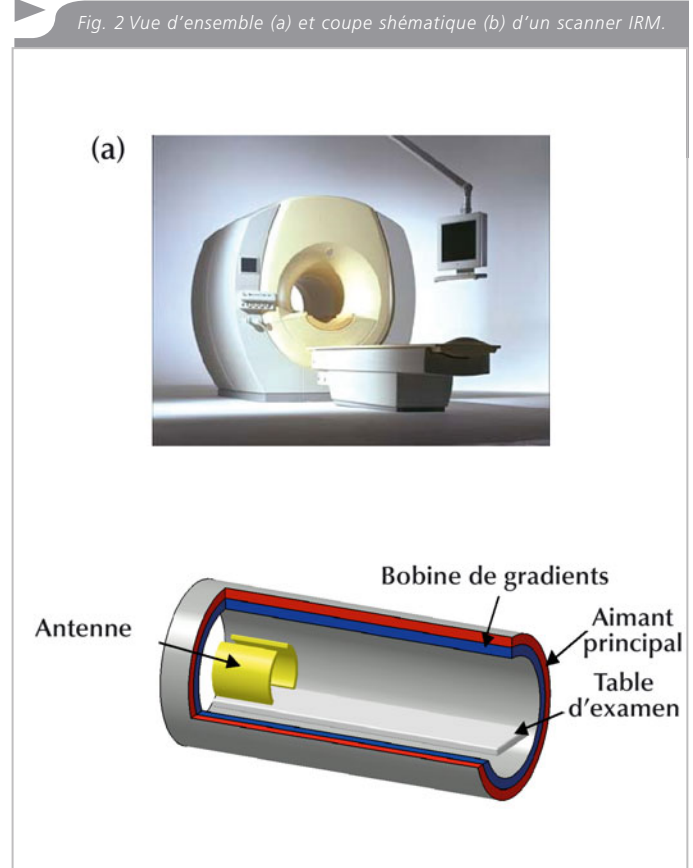 Fig. 2 Vue d’ensemble (a) et coupe shématique (b) d’un scanner IRM.
(a)
Bobine de gradients
Antenne
Aimant
principal
Table
d’examen